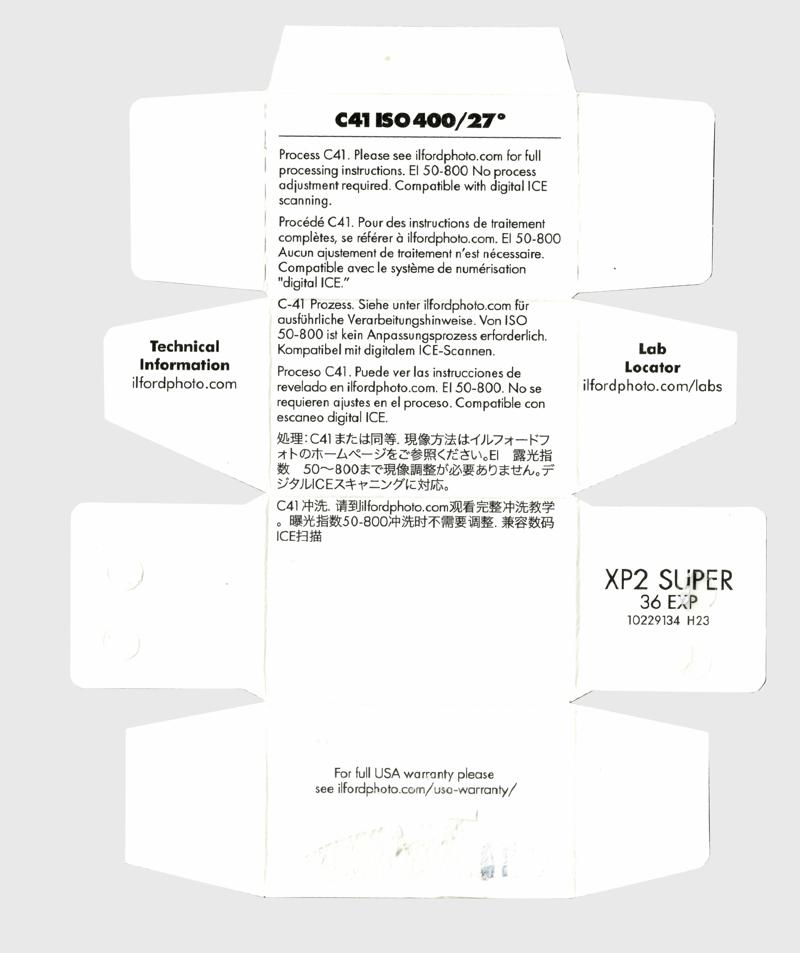 C41 ISO 400/27°
Process C41. Please see ilfordphoto.com for full
processing instructions. EI 50-800 No process
adjustment required. Compatible with digital ICE
scanning.
Procédé C41. Pour des instructions de traitement
complètes, se référer à ilfordphoto.com. EI 50-800
Aucun ajustement de traitement n'est nécessaire.
Compatible avec le système de numérisation
"digital ICE."
C-41 Prozess. Siehe unter ilfordphoto.com für
ausführliche Verarbeitungshinweise. Von ISO
50-800 ist kein Anpassungsprozess erforderlich.
Kompatibel mit digitalem ICE-Scannen.
Proceso C41. Puede ver las instrucciones de
revelado en ilfordphoto.com. EI 50-800. No se
requieren ajustes en el proceso. Compatible con
escaneo digital ICE.
処理：C41または同等. 現像方法はイルフォードフ
ォトのホームページをご参照ください。EI　露光指
数　50～800まで現像調整が必要ありません。デ
ジタルICEスキャニングに対応。
C41冲洗. 请到ilfordphoto.com观看完整冲洗教学
。曝光指数50-800冲洗时不需要调整. 兼容数码
ICE扫描
Technical
Information
ilfordphoto.com
Lab
Locator
ilfordphoto.com/labs
XP2 SUPER
36 EXP
10229134 H23
For full USA warranty please
see ilfordphoto.com/usa-warranty/